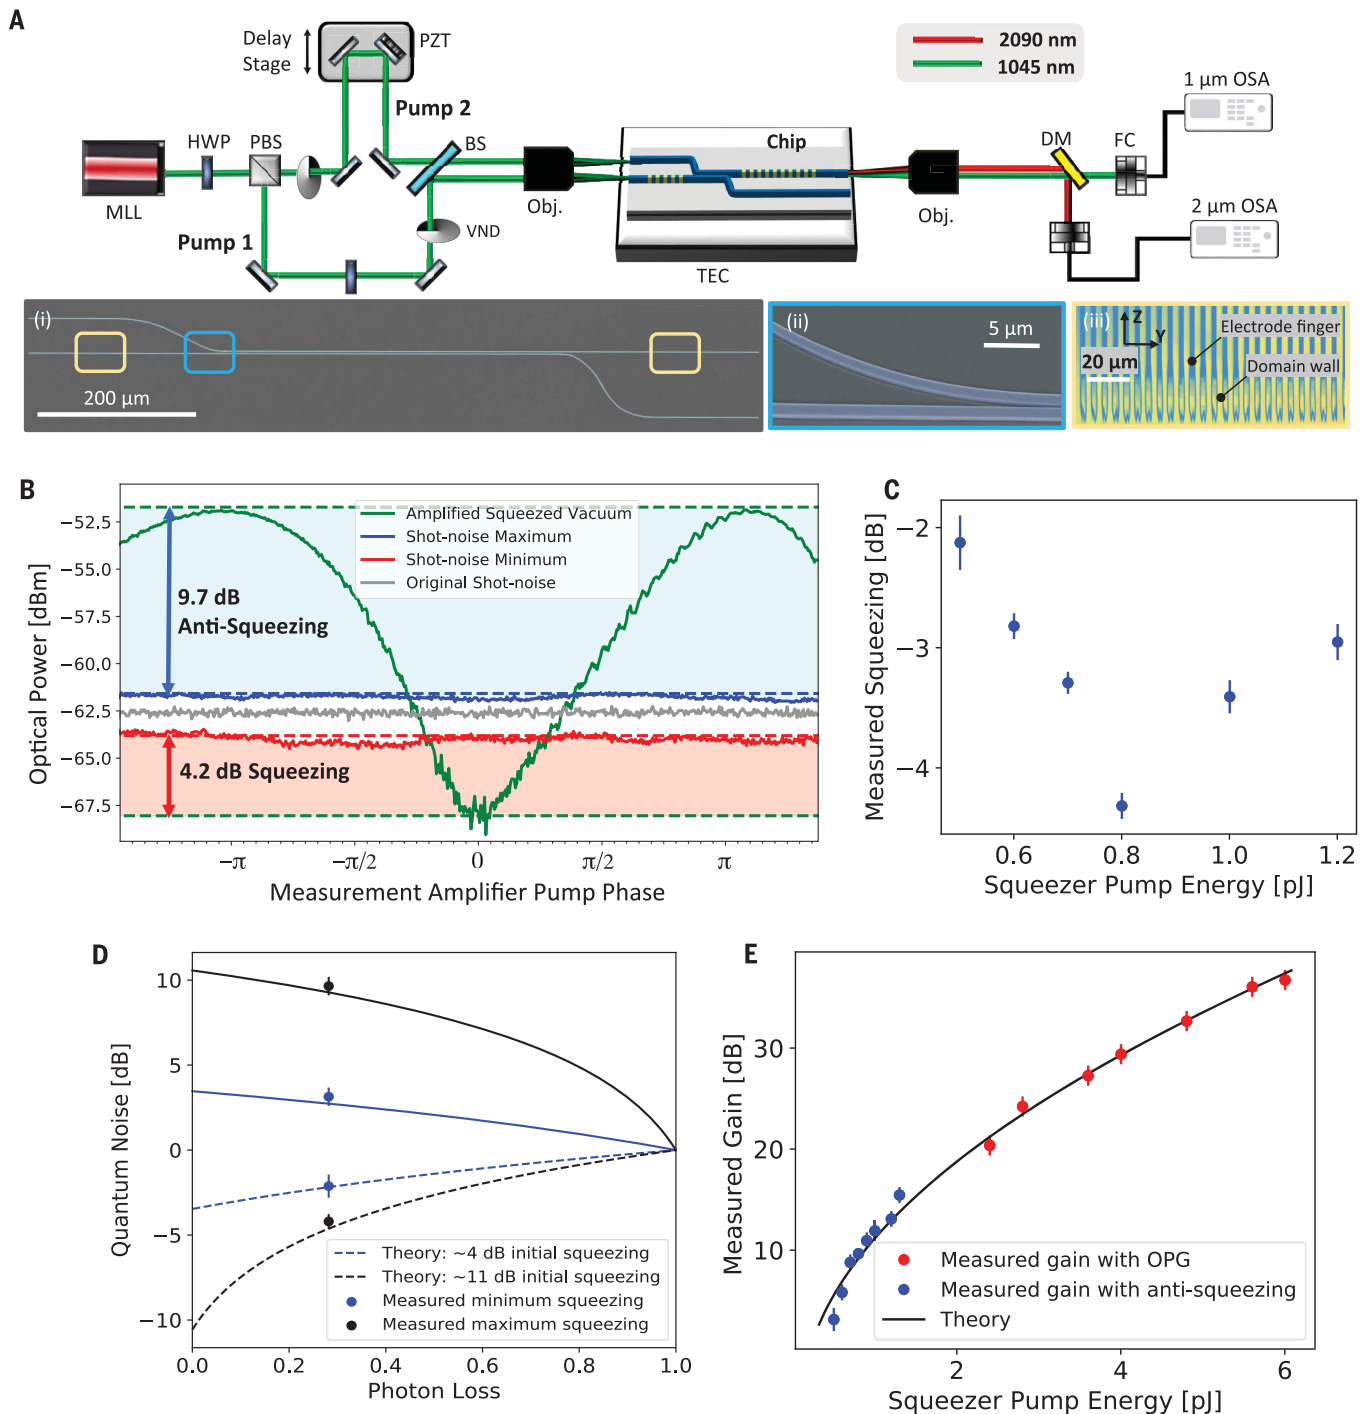 A
Delay
Stage
PZT
2090 nm
1045 nm
1 µm OSA
Pump 2
HWP
PBS
BS
Chip
DM
FC
MLL
Obj.
Obj.
2 µm OSA
Pump 1
VND
TEC
(i)
200 µm
(ii)
5 µm
(iii)
Z
Y
20 µm
Electrode finger
Domain wall
B
Optical Power [dBm]
−52.5
−55.0
−57.5
−60.0
−62.5
−65.0
−67.5
Amplified Squeezed Vacuum
Shot-noise Maximum
Shot-noise Minimum
Original Shot-noise
9.7 dB
Anti-Squeezing
4.2 dB Squeezing
−π
−π/2
0
π/2
π
Measurement Amplifier Pump Phase
C
Measured Squeezing [dB]
−2
−3
−4
0.6
0.8
1.0
1.2
Squeezer Pump Energy [pJ]
D
Quantum Noise [dB]
10
5
0
−5
−10
Theory: ~4 dB initial squeezing
Theory: ~11 dB initial squeezing
Measured minimum squeezing
Measured maximum squeezing
0.0
0.2
0.4
0.6
0.8
1.0
Photon Loss
E
Measured Gain [dB]
30
20
10
Measured gain with OPG
Measured gain with anti-squeezing
Theory
2
4
6
Squeezer Pump Energy [pJ]